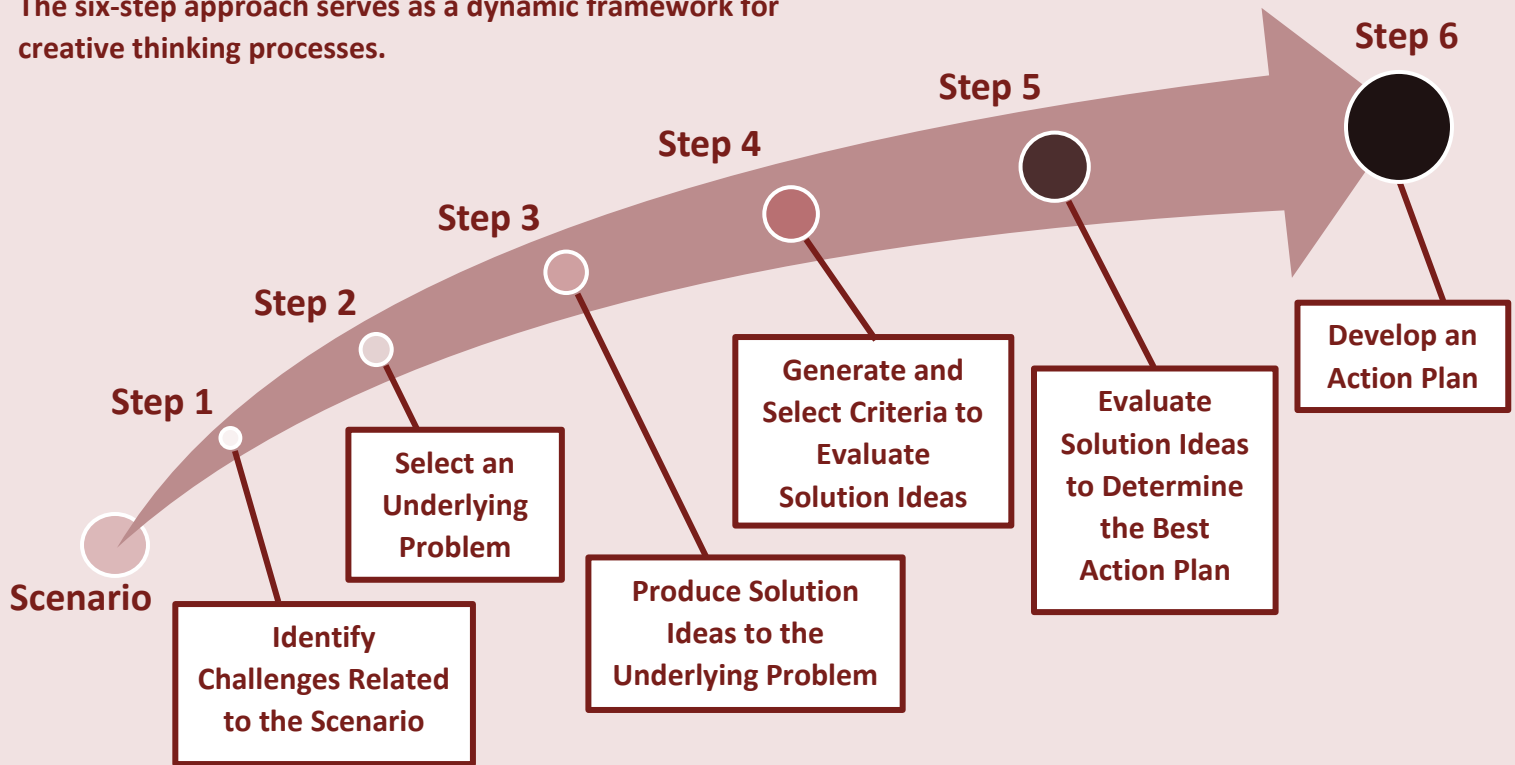 The six-step approach serves as a dynamic framework for
creative thinking processes.
Scenario
Step 1
Identify
Challenges Related
to the Scenario
Step 2
Select an
Underlying
Problem
Step 3
Produce Solution
Ideas to the
Underlying Problem
Step 4
Generate and
Select Criteria to
Evaluate
Solution Ideas
Step 5
Evaluate
Solution Ideas
to Determine
the Best
Action Plan
Step 6
Develop an
Action Plan